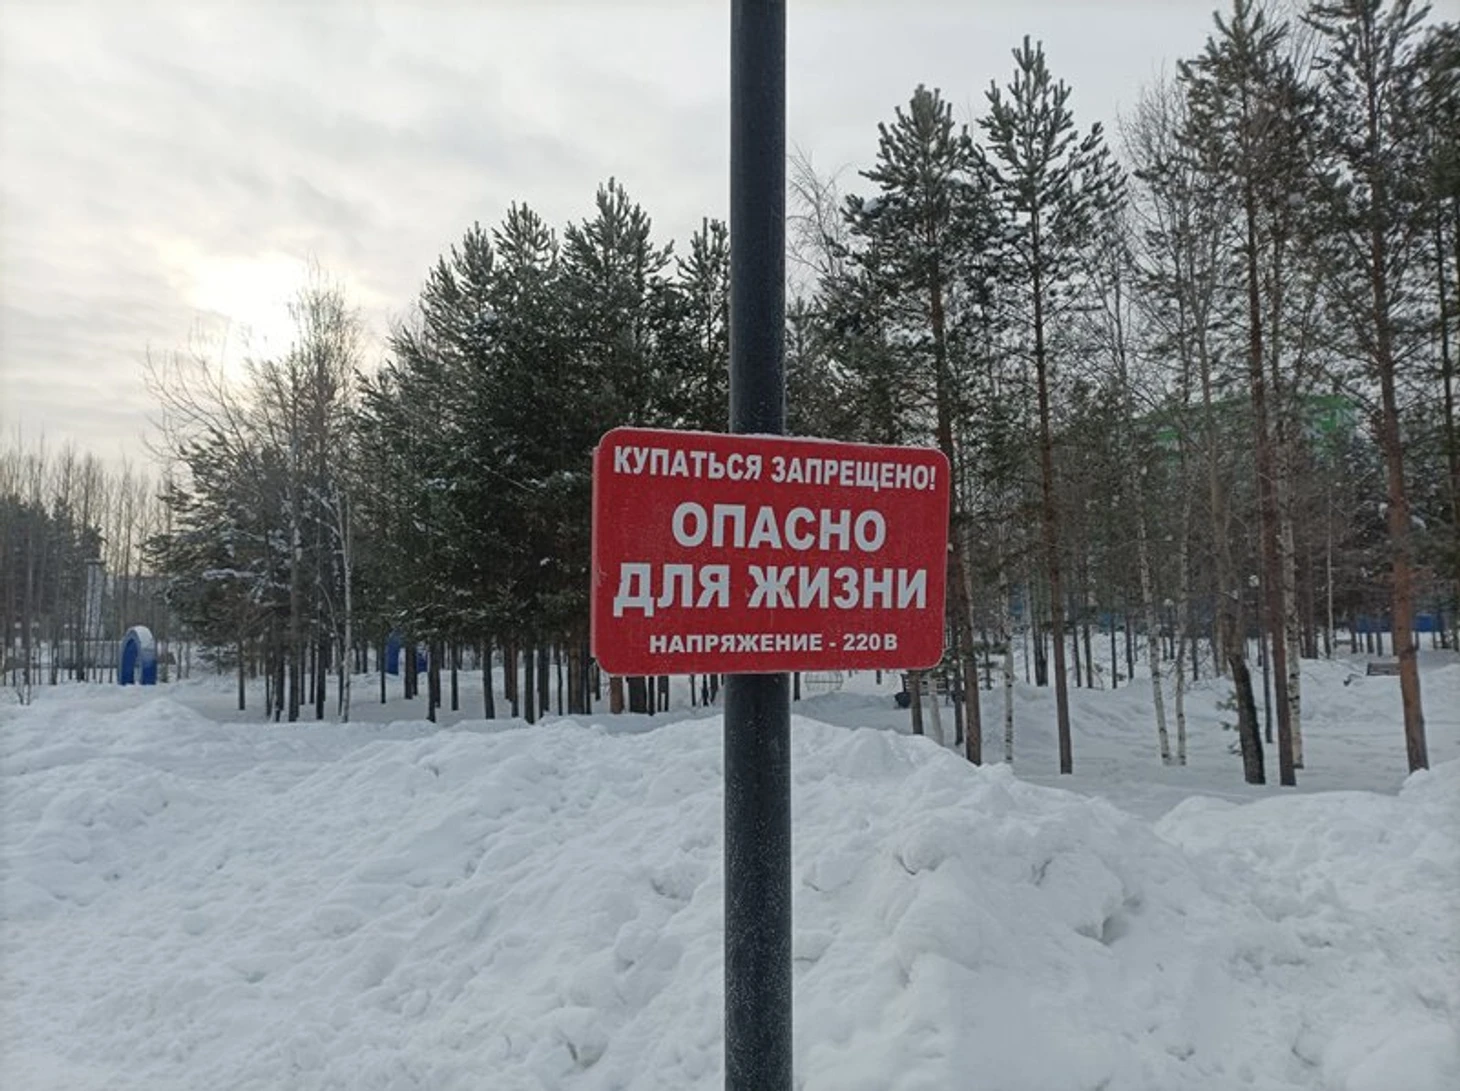 КУПАТЬСЯ ЗАПРЕЩЕНО!
ОПАСНО
ДЛЯ ЖИЗНИ
НАПРЯЖЕНИЕ - 220 В